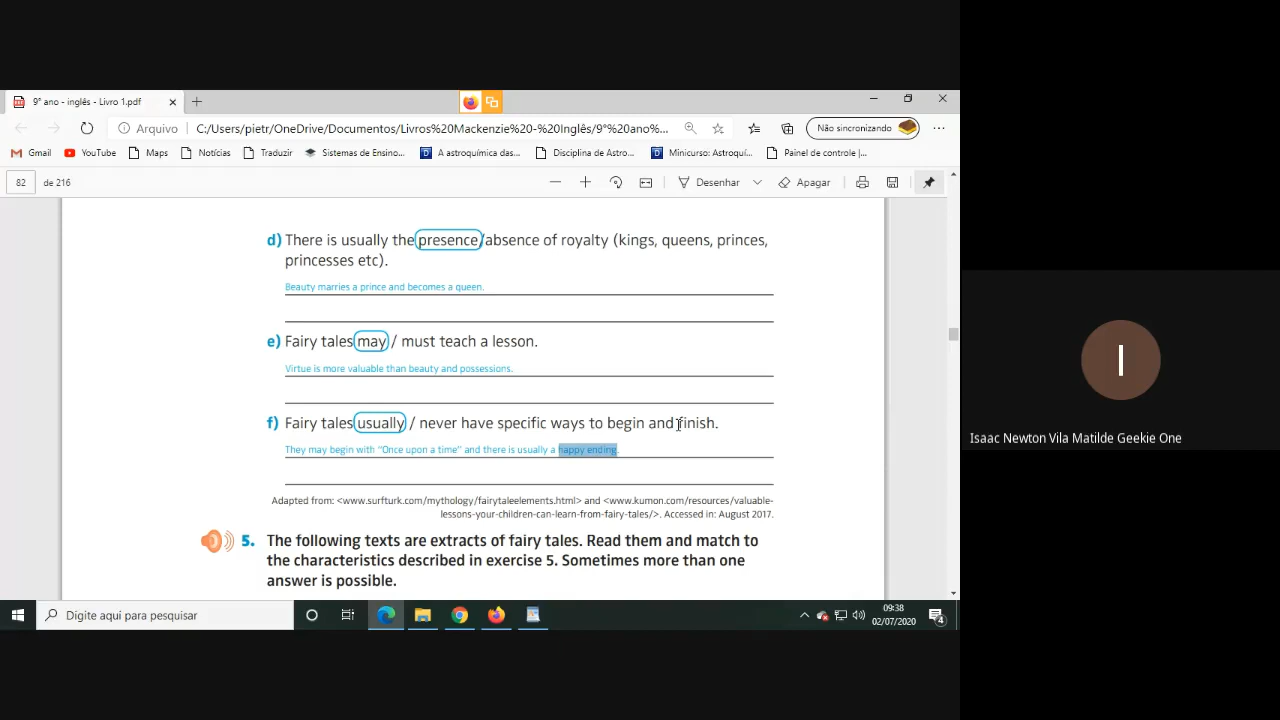 9° ano - inglês - Livro 1.pdf
Arquivo
C:/Users/pietr/OneDrive/Documentos/Livros%20Mackenzie%20-%20Inglês/9°%20ano%...
Não sincronizando
Gmail
YouTube
Maps
Notícias
Traduzir
Sistemas de Ensino...
A astroquímica das...
Disciplina de Astro...
Minicurso: Astroquí...
Painel de controle |...
82 de 216
Desenhar
Apagar
d) There is usually the presence/absence of royalty (kings, queens, princes,
princesses etc).
Beauty marries a prince and becomes a queen.
e) Fairy tales may / must teach a lesson.
Virtue is more valuable than beauty and possessions.
f) Fairy tales usually / never have specific ways to begin and finish.
They may begin with "Once upon a time" and there is usually a happy ending.
Adapted from: <www.surfturk.com/mythology/fairytaleelements.html> and <www.kumon.com/resources/valuable-
lessons-your-children-can-learn-from-fairy-tales/>. Accessed in: August 2017.
5. The following texts are extracts of fairy tales. Read them and match to
the characteristics described in exercise 5. Sometimes more than one
answer is possible.
I
Isaac Newton Vila Matilde Geekie One
Digite aqui para pesquisar
09:38
02/07/2020
4